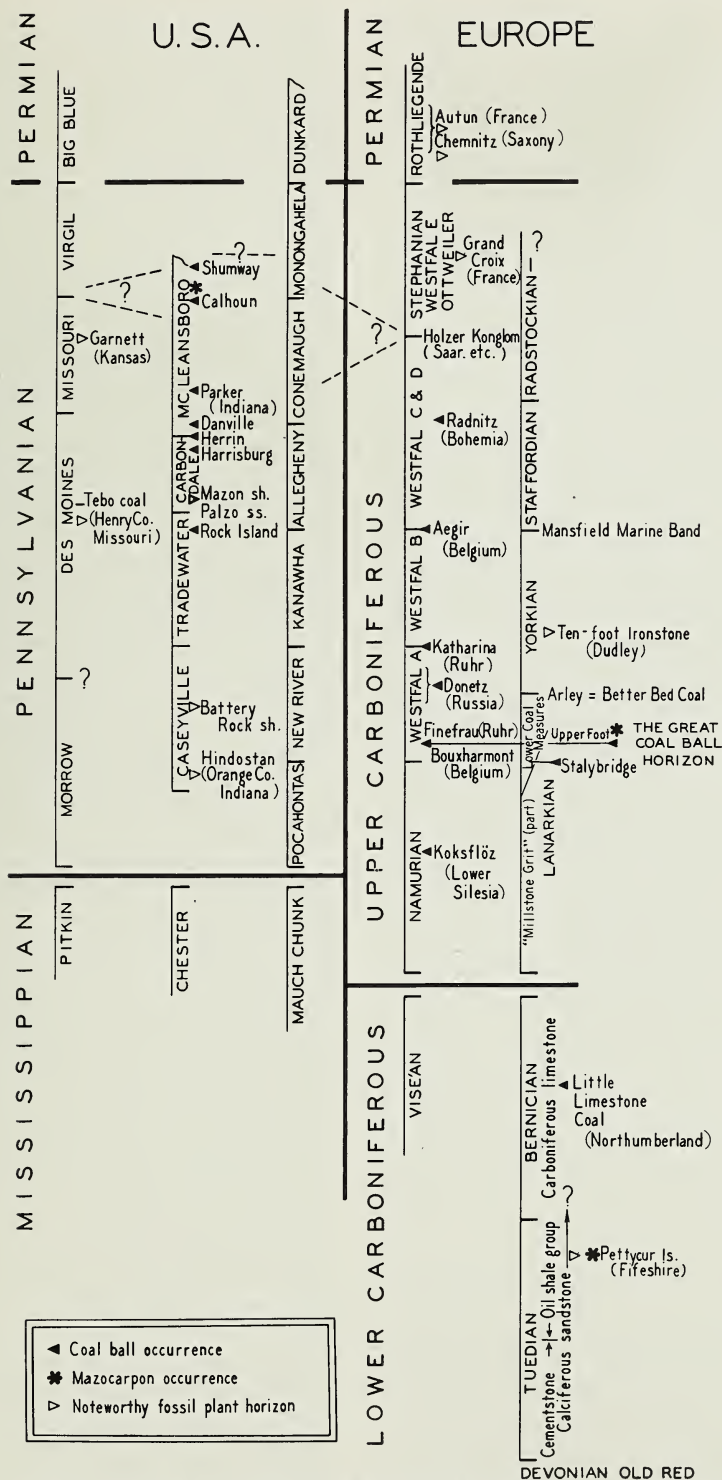 U.S.A.
EUROPE
PERMIAN
BIG BLUE
DUNKARD
PENNSYLVANIAN
VIRGIL
MISSOURI
DES MOINES
MORROW
?
?
?
Garnett
(Kansas)
Tebo coal
(Henry Co.
Missouri)
MC LEANSBORO
CARBON-
DALE
TRADEWATER
CASEYVILLE
Shumway
*
Calhoun
Parker
(Indiana)
Danville
Herrin
Harrisburg
Mazon sh.
Palzo ss.
Rock Island
Battery
Rock sh.
Hindostan
(Orange Co.
Indiana)
MONONGAHELA
CONEMAUGH
ALLEGHENY
KANAWHA
NEW RIVER
POCAHONTAS
MISSISSIPPIAN
PITKIN
CHESTER
MAUCH CHUNK
PERMIAN
ROTHLIEGENDE
Autun (France)
Chemnitz (Saxony)
UPPER CARBONIFEROUS
STEPHANIAN
WESTFAL E
OTTWEILER
Grand
Croix
(France)
?
?
Holzer Konglom
(Saar. etc.)
WESTFAL C & D
Radnitz
(Bohemia)
WESTFAL B
Aegir
(Belgium)
WESTFAL A
Katharina
(Ruhr)
Donetz
(Russia)
Finefrau (Ruhr)
Bouxharmont
(Belgium)
NAMURIAN
Koksflöz
(Lower
Silesia)
RADSTOCKIAN
STAFFORDIAN
Mansfield Marine Band
YORKIAN
Ten-foot Ironstone
(Dudley)
Arley = Better Bed Coal
Lower Coal
Measures
Upper Foot
* THE GREAT
COAL BALL
HORIZON
Stalybridge
LANARKIAN
"Millstone Grit" (part)
LOWER CARBONIFEROUS
VISE'AN
BERNICIAN
Carboniferous limestone
Little
Limestone
Coal
(Northumberland)
?
TUEDIAN
Cementstone →|← Oil shale group
Calciferous sandstone
* Pettycur Is.
(Fifeshire)
DEVONIAN OLD RED
◄ Coal ball occurrence
* Mazocarpon occurrence
▷ Noteworthy fossil plant horizon